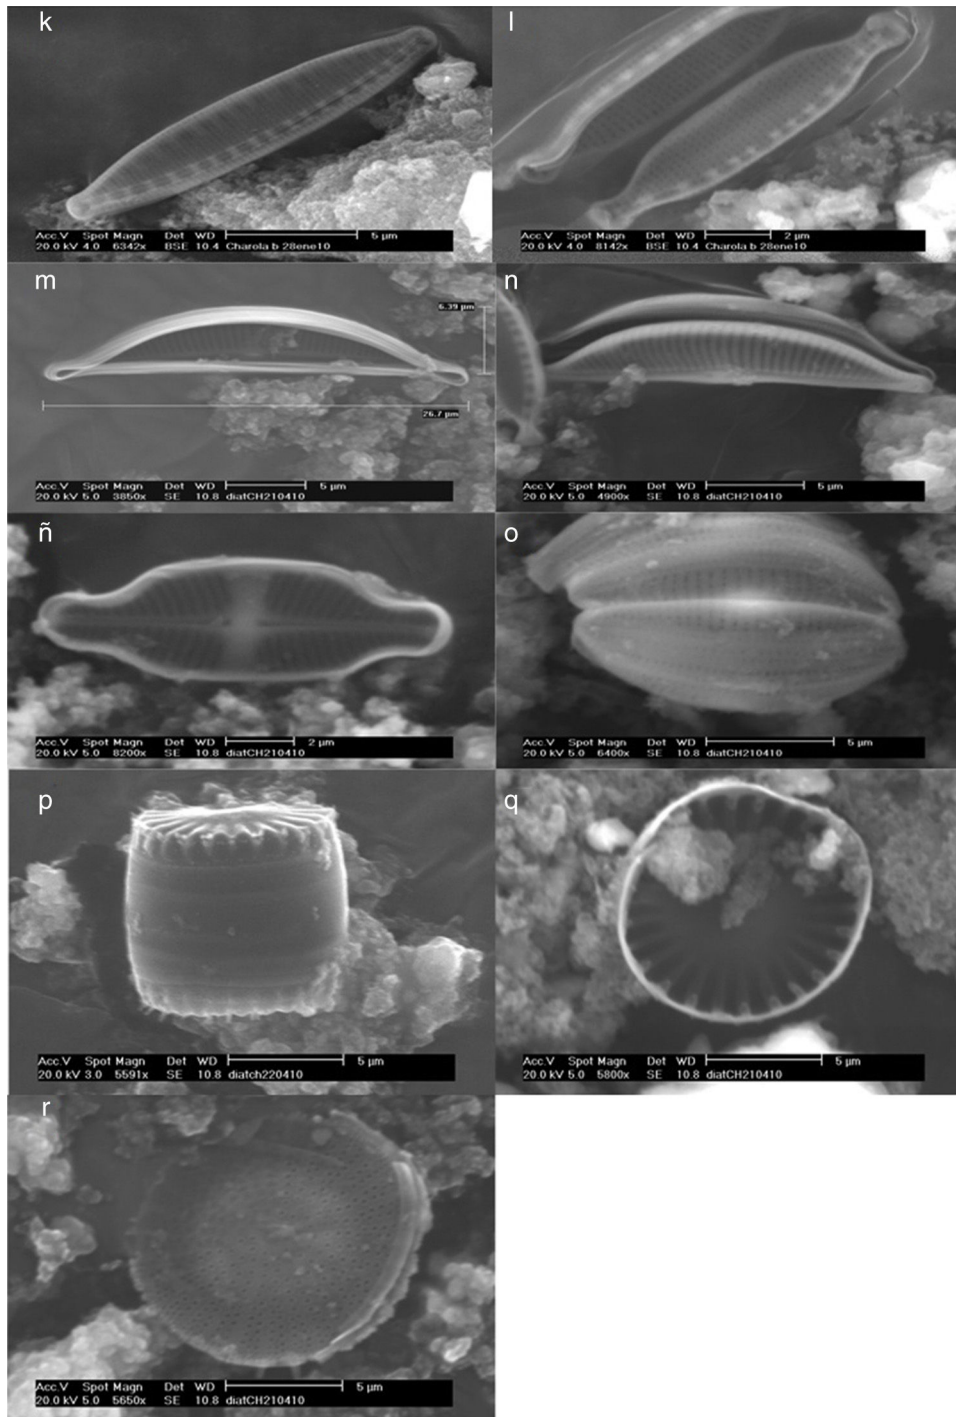 k
Acc.V Spot Magn Det WD 5 µm
20.0 kV 4.0 6342x BSE 10.4 Charola b 28ene10
l
Acc.V Spot Magn Det WD 2 µm
20.0 kV 4.0 8142x BSE 10.4 Charola b 28ene10
m
6.39 µm
26.7 µm
Acc.V Spot Magn Det WD 5 µm
20.0 kV 5.0 3850x SE 10.8 diatCH210410
n
Acc.V Spot Magn Det WD 5 µm
20.0 kV 5.0 4900x SE 10.8 diatCH210410
ñ
Acc.V Spot Magn Det WD 2 µm
20.0 kV 5.0 8200x SE 10.8 diatCH210410
o
Acc.V Spot Magn Det WD 5 µm
20.0 kV 5.0 6400x SE 10.8 diatCH210410
p
Acc.V Spot Magn Det WD 5 µm
20.0 kV 3.0 5591x SE 10.8 diatch220410
q
Acc.V Spot Magn Det WD 5 µm
20.0 kV 5.0 5800x SE 10.8 diatCH210410
r
Acc.V Spot Magn Det WD 5 µm
20.0 kV 5.0 5650x SE 10.8 diatCH210410